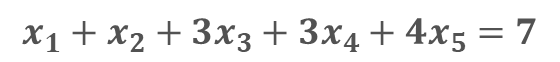 x₁ + x₂ + 3x₃ + 3x₄ + 4x₅ = 7